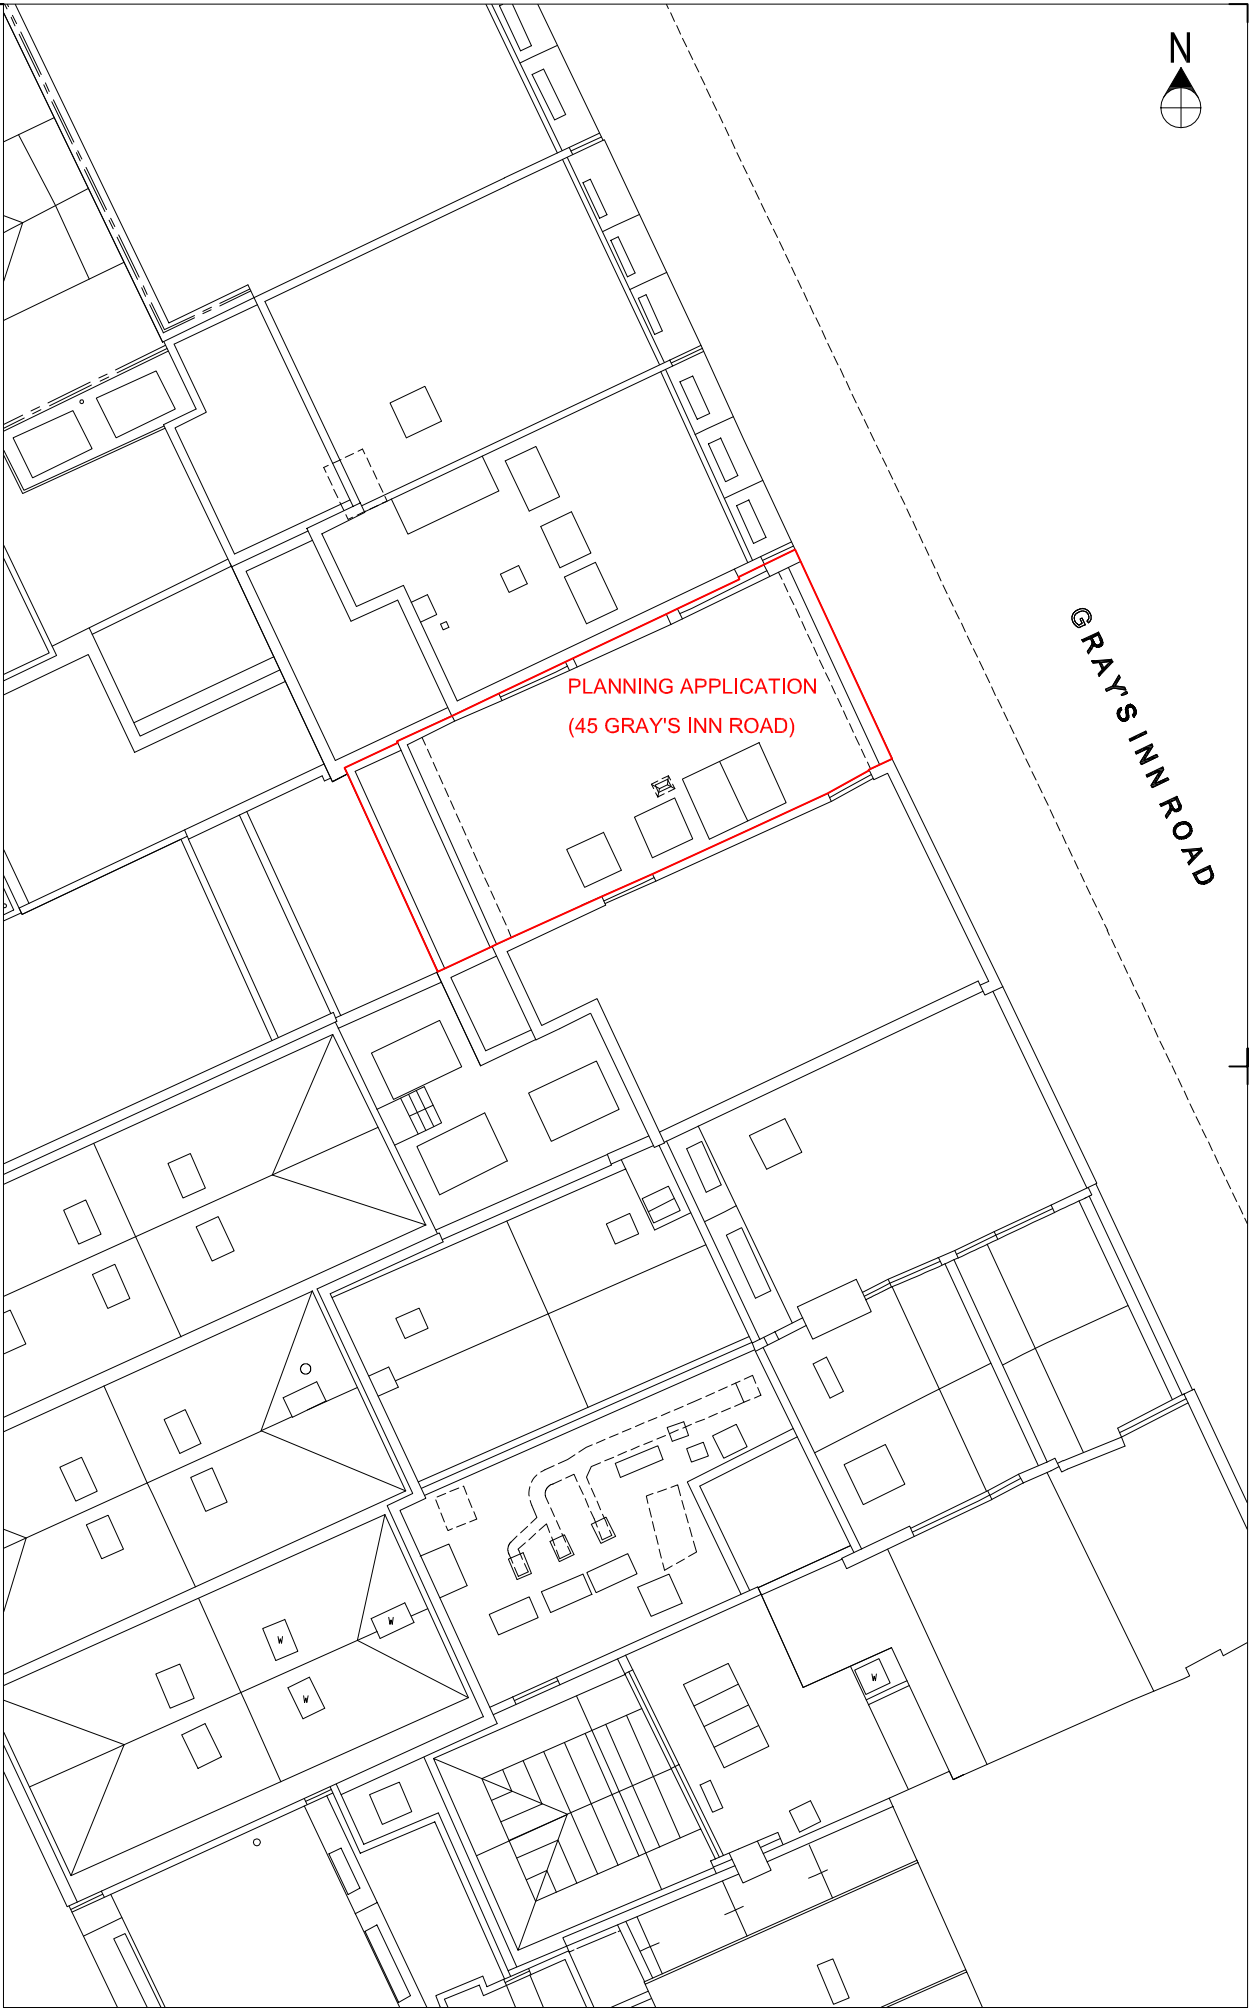 N
PLANNING APPLICATION
(45 GRAY'S INN ROAD)
GRAY'S INN ROAD
W
W
W
W